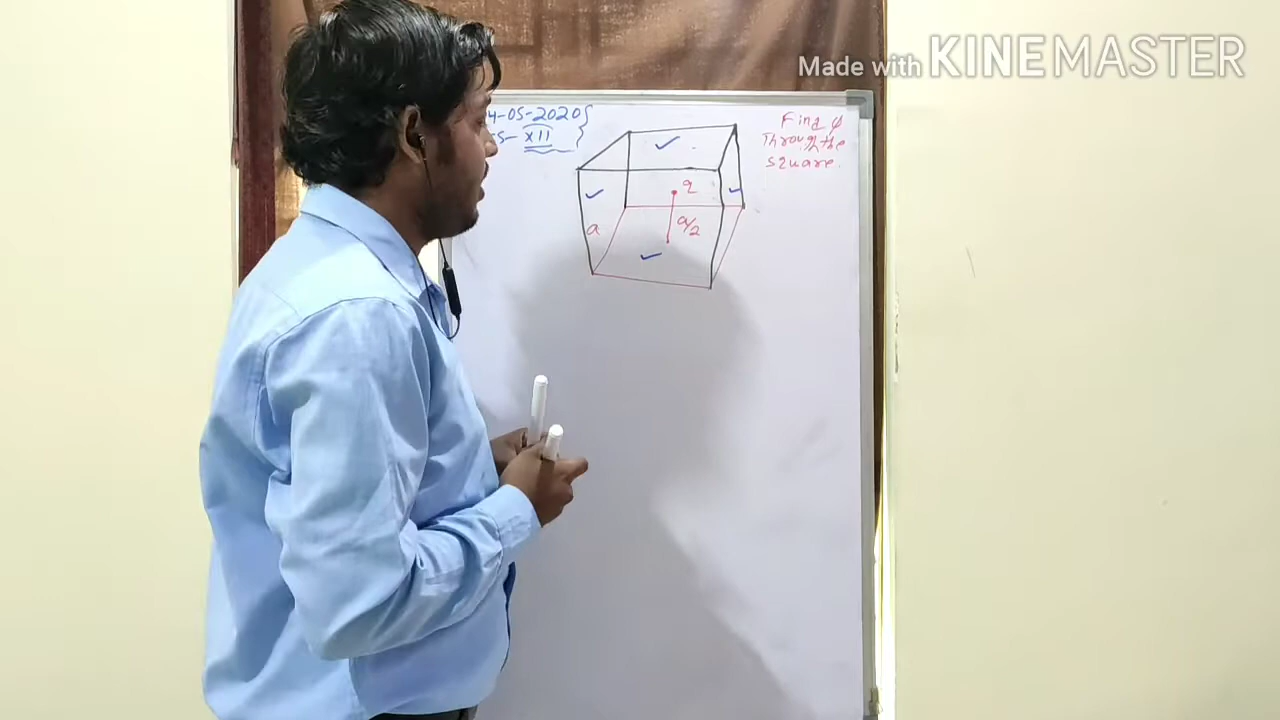 Made with KINEMASTER
4-05-2020
S- XII
Find φ
Through the
square.
q
a/2
a